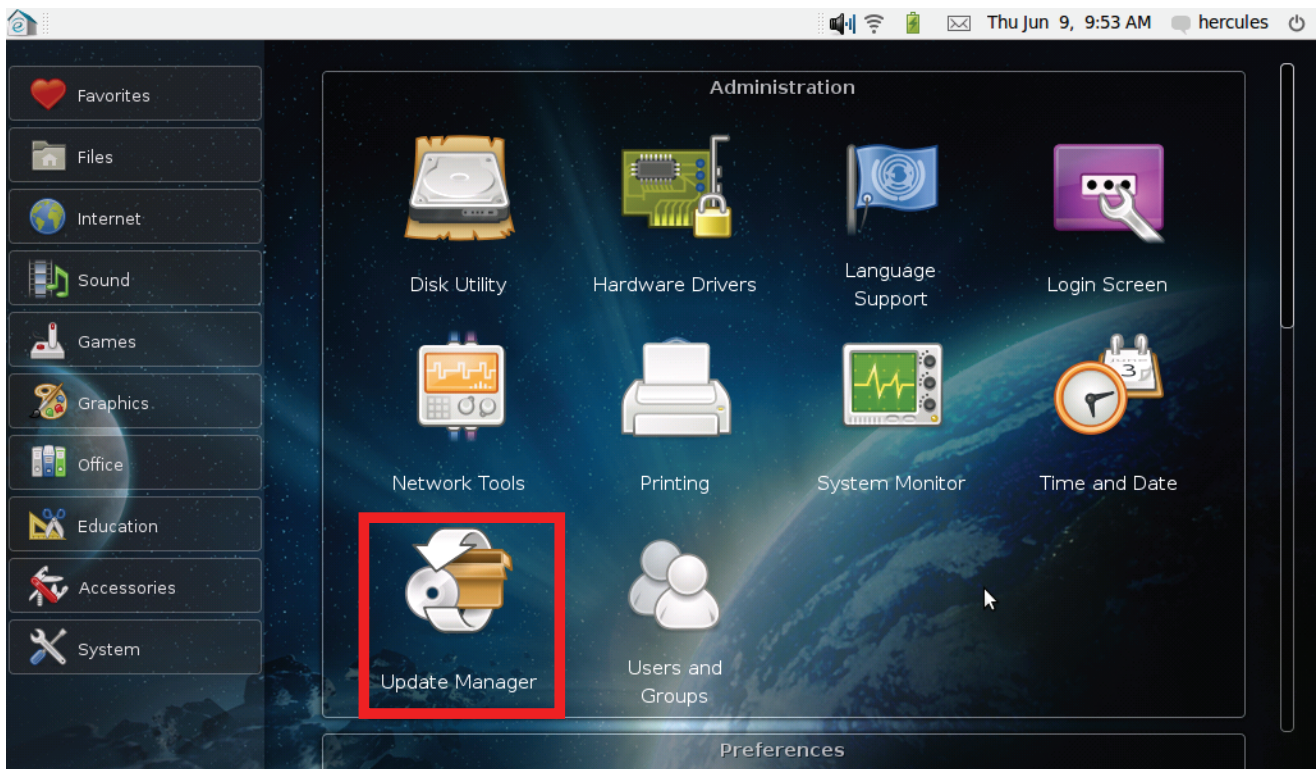 Thu Jun 9, 9:53 AM hercules
Favorites
Files
Internet
Sound
Games
Graphics
Office
Education
Accessories
System
Administration
Disk Utility
Hardware Drivers
Language
Support
Login Screen
Network Tools
Printing
System Monitor
3
Time and Date
Update Manager
Users and
Groups
Preferences